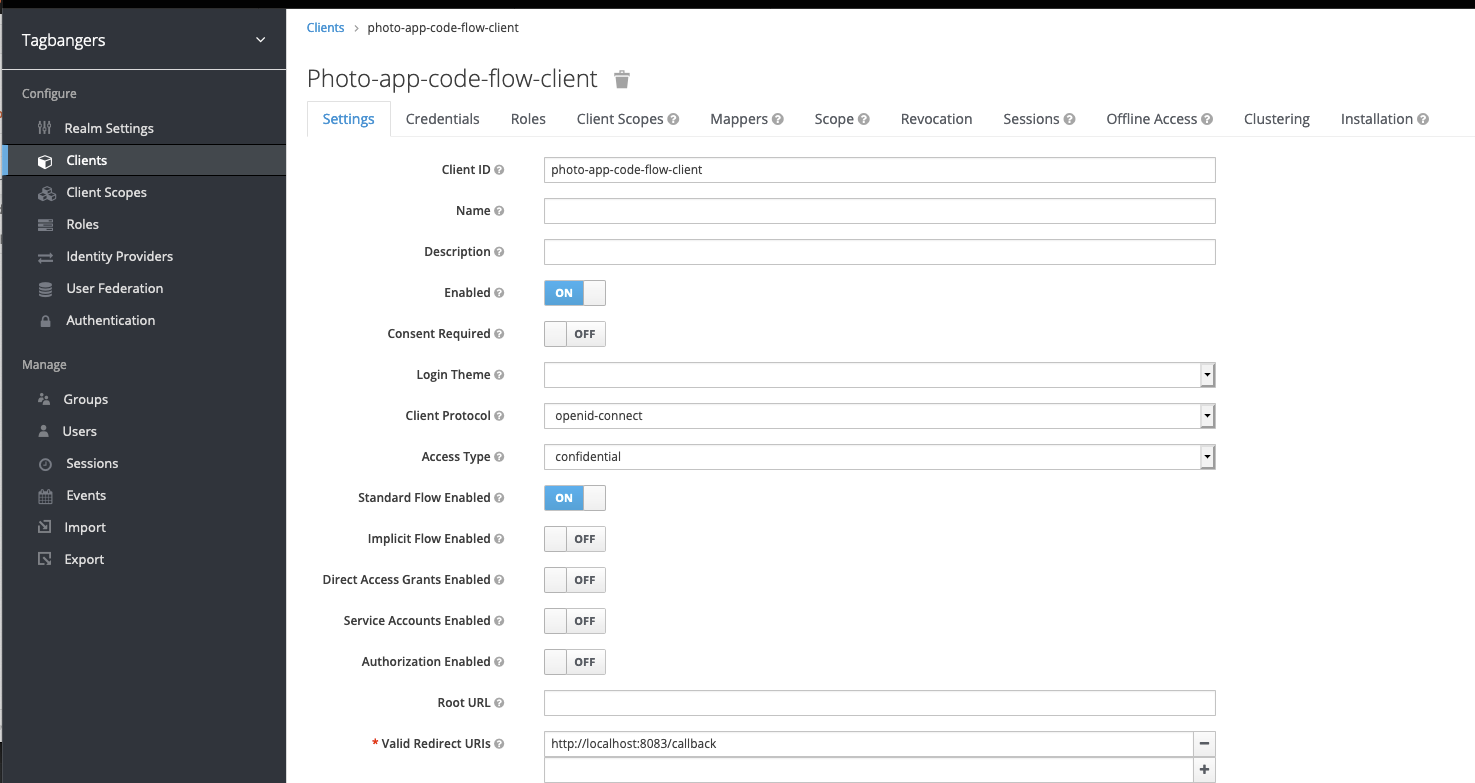 Tagbangers
Configure
Realm Settings
Clients
Client Scopes
Roles
Identity Providers
User Federation
Authentication
Manage
Groups
Users
Sessions
Events
Import
Export
Clients > photo-app-code-flow-client
Photo-app-code-flow-client
Settings Credentials Roles Client Scopes Mappers Scope Revocation Sessions Offline Access Clustering Installation
Client ID photo-app-code-flow-client
Name
Description
Enabled ON
Consent Required OFF
Login Theme
Client Protocol openid-connect
Access Type confidential
Standard Flow Enabled ON
Implicit Flow Enabled OFF
Direct Access Grants Enabled OFF
Service Accounts Enabled OFF
Authorization Enabled OFF
Root URL
* Valid Redirect URIs http://localhost:8083/callback